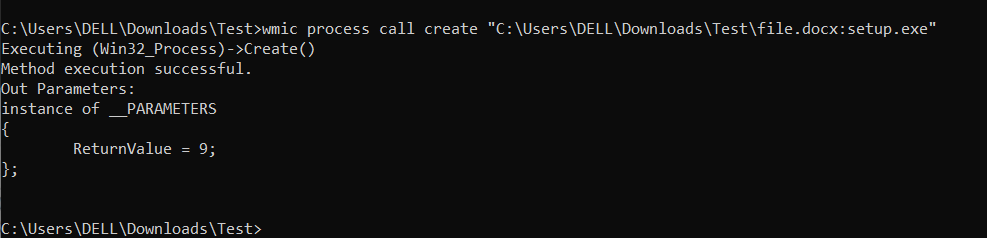 C:\Users\DELL\Downloads\Test>wmic process call create "C:\Users\DELL\Downloads\Test\file.docx:setup.exe"
Executing (Win32_Process)->Create()
Method execution successful.
Out Parameters:
instance of __PARAMETERS
{
        ReturnValue = 9;
};
C:\Users\DELL\Downloads\Test>